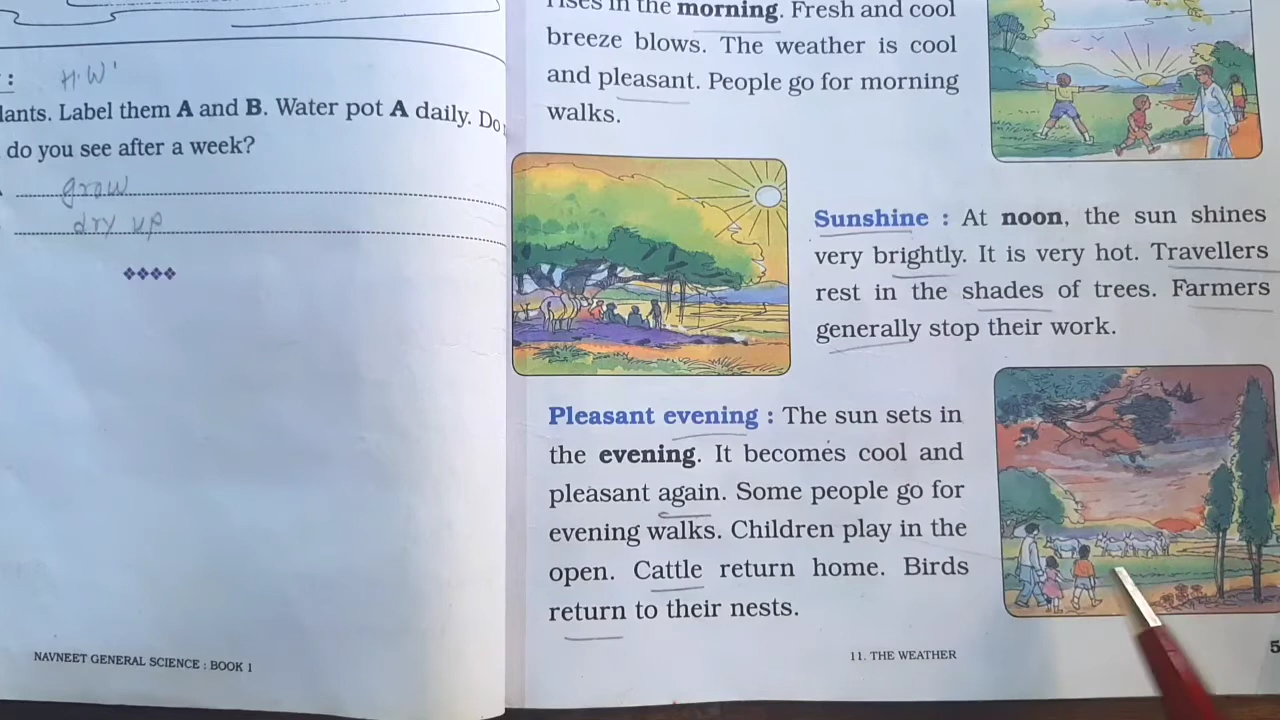 :
H.W'
lants. Label them A and B. Water pot A daily. Do
do you see after a week?
grow
dry up
NAVNEET GENERAL SCIENCE : BOOK 1
rises in the morning. Fresh and cool
breeze blows. The weather is cool
and pleasant. People go for morning
walks.
Sunshine : At noon, the sun shines
very brightly. It is very hot. Travellers
rest in the shades of trees. Farmers
generally stop their work.
Pleasant evening : The sun sets in
the evening. It becomes cool and
pleasant again. Some people go for
evening walks. Children play in the
open. Cattle return home. Birds
return to their nests.
11. THE WEATHER
5